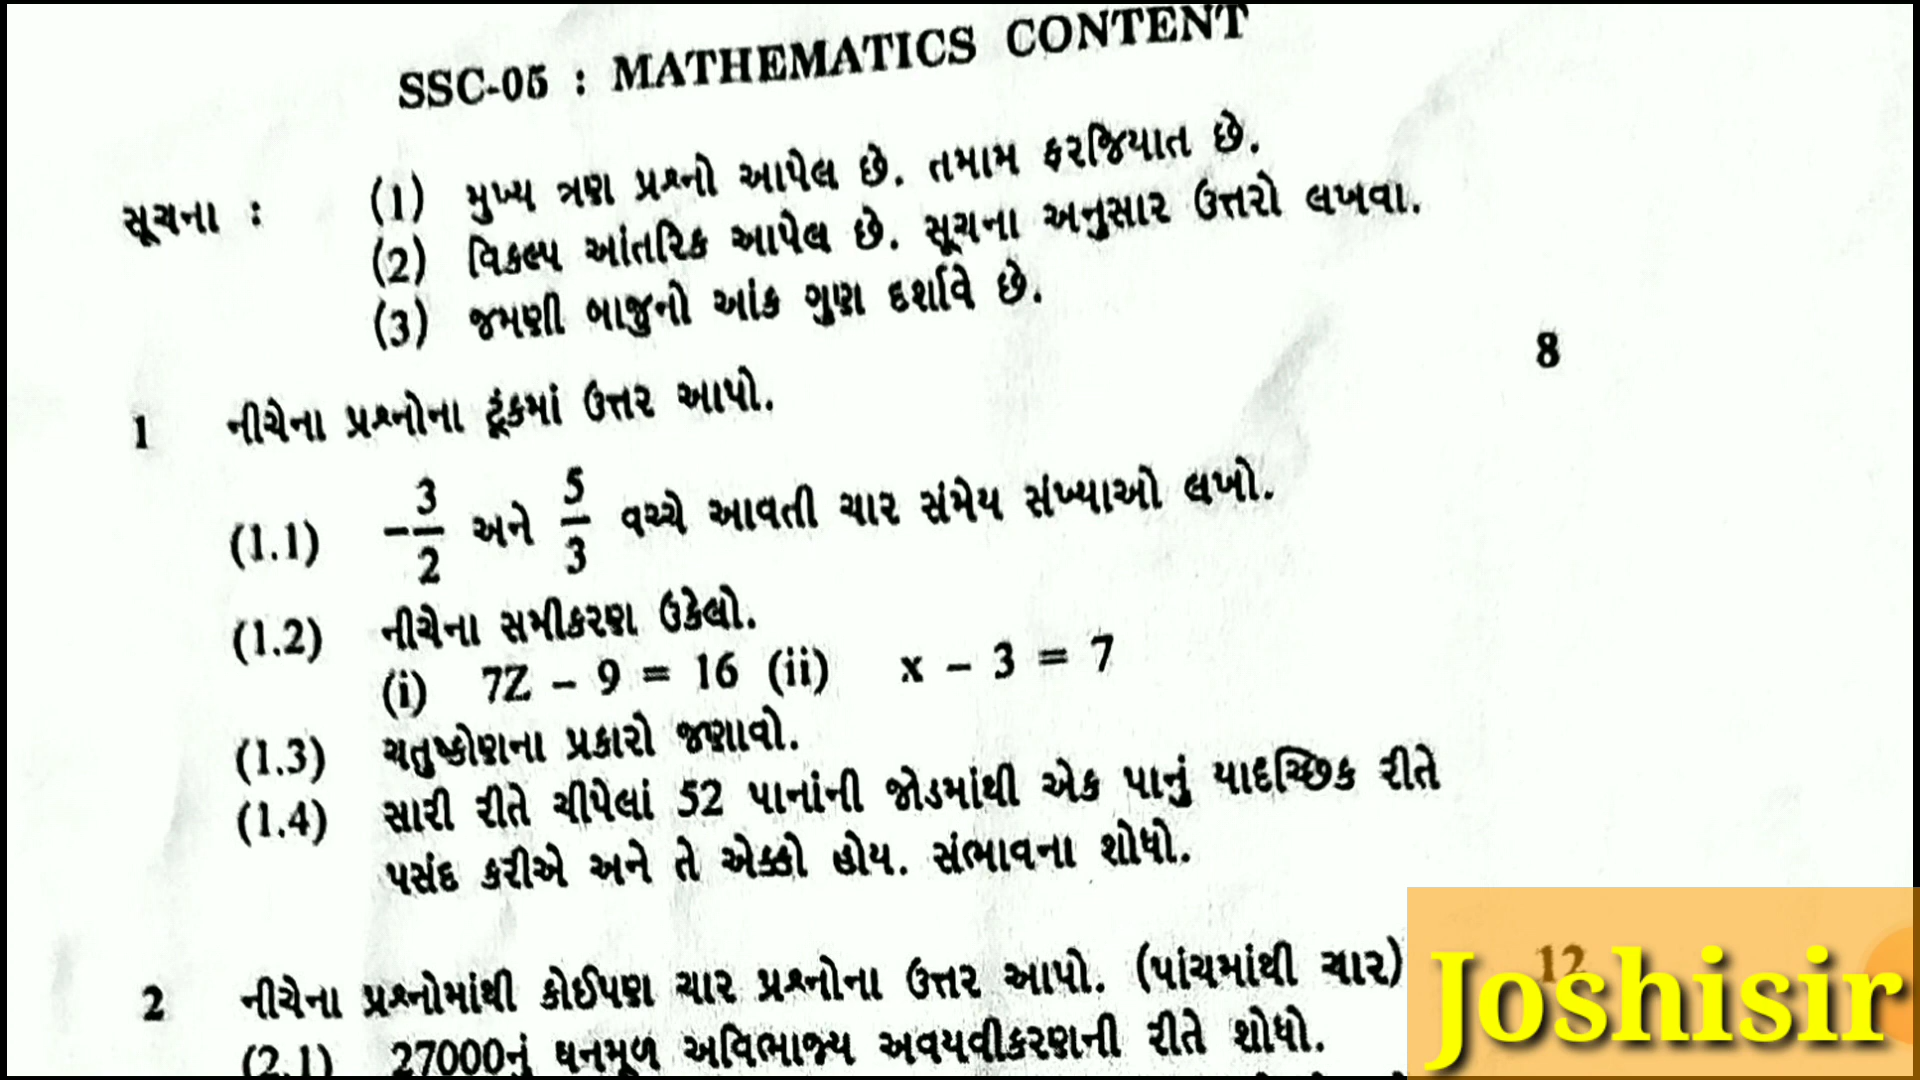 SSC-05 : MATHEMATICS CONTENT
સૂચના : (1) મુખ્ય ત્રણ પ્રશ્નો આપેલ છે. તમામ ફરજિયાત છે.
(2) વિકલ્પ આંતરિક આપેલ છે. સૂચના અનુસાર ઉત્તરો લખવા.
(3) જમણી બાજુનો આંક ગુણ દર્શાવે છે.
1 નીચેના પ્રશ્નોના ટૂંકમાં ઉત્તર આપો. 8
(1.1) -3/2 અને 5/3 વચ્ચે આવતી ચાર સંમેય સંખ્યાઓ લખો.
(1.2) નીચેના સમીકરણ ઉકેલો.
(i) 7Z – 9 = 16 (ii) x – 3 = 7
(1.3) ચતુષ્કોણના પ્રકારો જણાવો.
(1.4) સારી રીતે ચીપેલાં 52 પાનાંની જોડમાંથી એક પાનું યાદચ્છિક રીતે
પસંદ કરીએ અને તે એક્કો હોય. સંભાવના શોધો.
2 નીચેના પ્રશ્નોમાંથી કોઈપણ ચાર પ્રશ્નોના ઉત્તર આપો. (પાંચમાંથી ચાર) 12
(2.1) 27000નું ઘનમૂળ અવિભાજ્ય અવયવીકરણની રીતે શોધો.
Joshisir